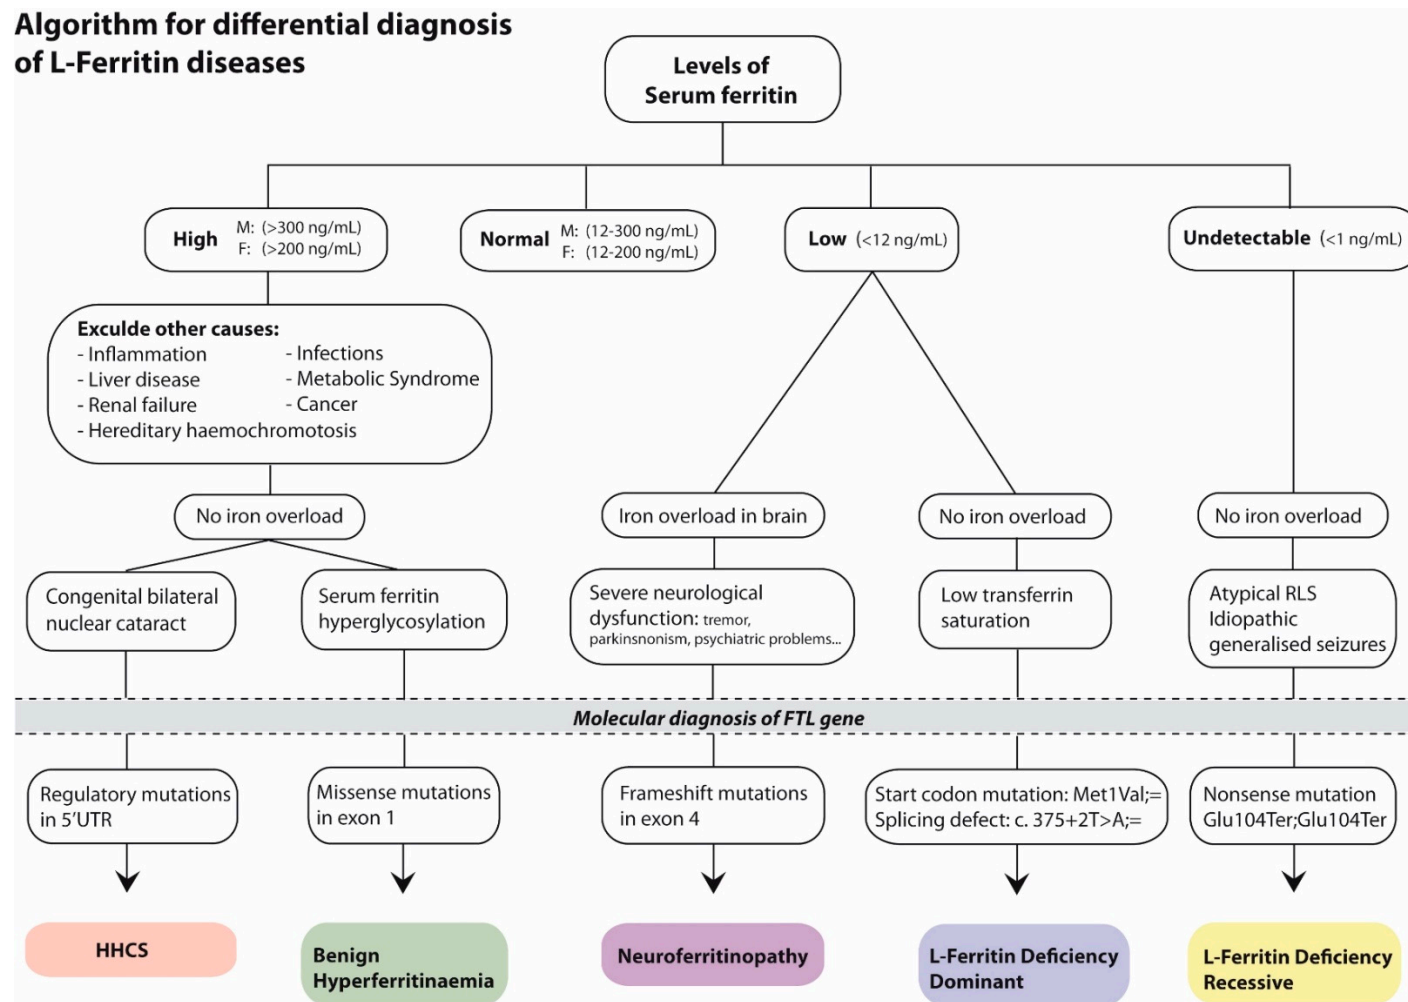 Algorithm for differential diagnosis
of L-Ferritin diseases
Levels of
Serum ferritin
High M: (>300 ng/mL)
F: (>200 ng/mL)
Normal M: (12-300 ng/mL)
F: (12-200 ng/mL)
Low (<12 ng/mL)
Undetectable (<1 ng/mL)
Exculde other causes:
- Inflammation - Infections
- Liver disease - Metabolic Syndrome
- Renal failure - Cancer
- Hereditary haemochromotosis
No iron overload
Iron overload in brain
No iron overload
No iron overload
Congenital bilateral
nuclear cataract
Serum ferritin
hyperglycosylation
Severe neurological
dysfunction: tremor,
parkinsnonism, psychiatric problems...
Low transferrin
saturation
Atypical RLS
Idiopathic
generalised seizures
Molecular diagnosis of FTL gene
Regulatory mutations
in 5'UTR
Missense mutations
in exon 1
Frameshift mutations
in exon 4
Start codon mutation: Met1Val;=
Splicing defect: c. 375+2T>A;=
Nonsense mutation
Glu104Ter;Glu104Ter
HHCS
Benign
Hyperferritinaemia
Neuroferritinopathy
L-Ferritin Deficiency
Dominant
L-Ferritin Deficiency
Recessive